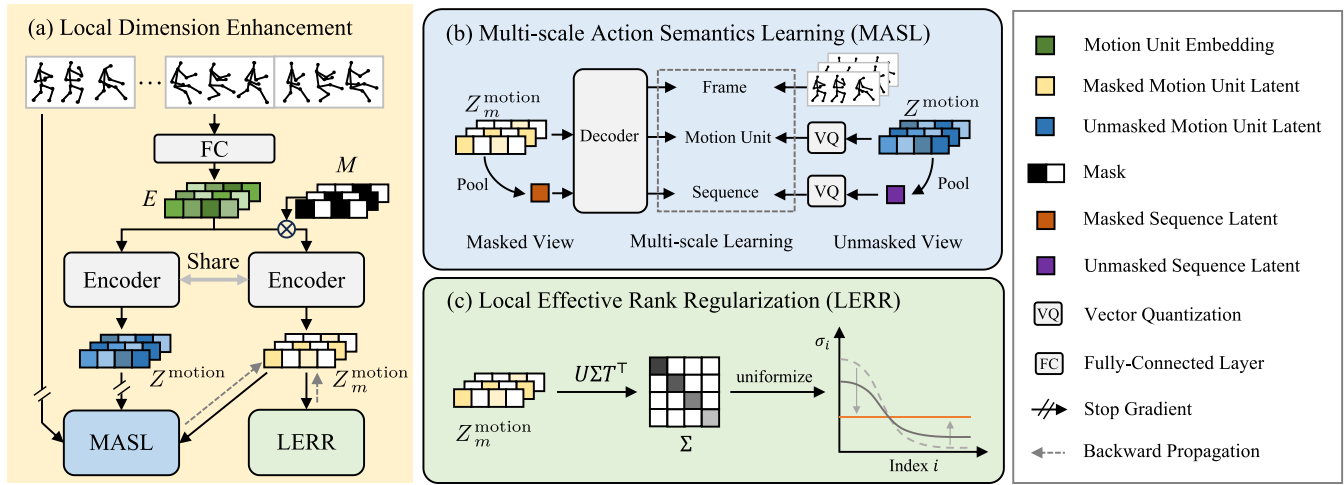 (a) Local Dimension Enhancement
...
FC
E
M
Encoder
Share
Encoder
Z^motion
Z_m^motion
MASL
LERR
(b) Multi-scale Action Semantics Learning (MASL)
Z_m^motion
Pool
Decoder
Frame
Motion Unit
Sequence
VQ
VQ
Z^motion
Pool
Masked View
Multi-scale Learning
Unmasked View
(c) Local Effective Rank Regularization (LERR)
Z_m^motion
UΣT^⊤
Σ
uniformize
σ_i
Index i
Motion Unit Embedding
Masked Motion Unit Latent
Unmasked Motion Unit Latent
Mask
Masked Sequence Latent
Unmasked Sequence Latent
VQ Vector Quantization
FC Fully-Connected Layer
Stop Gradient
Backward Propagation